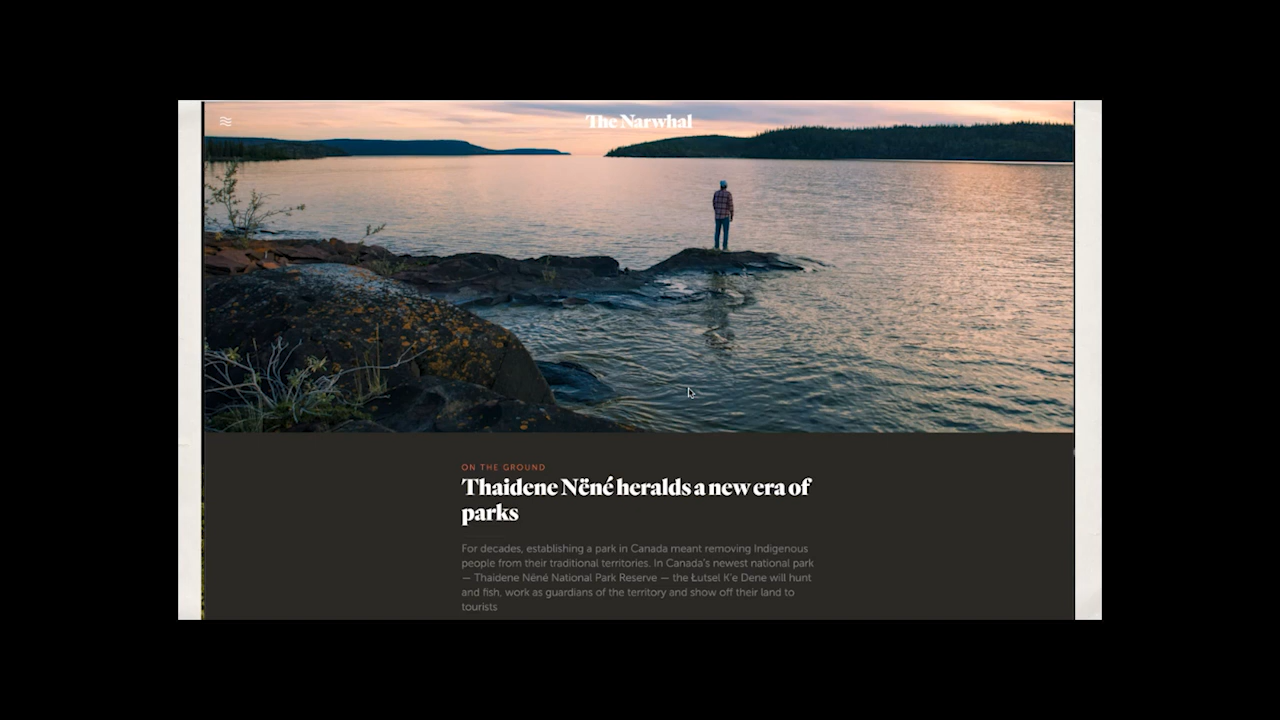 The Narwhal
ON THE GROUND
Thaidene Nëné heralds a new era of
parks
For decades, establishing a park in Canada meant removing Indigenous
people from their traditional territories. In Canada's newest national park
— Thaidene Nëné National Park Reserve — the Łutsel K'e Dene will hunt
and fish, work as guardians of the territory and show off their land to
tourists